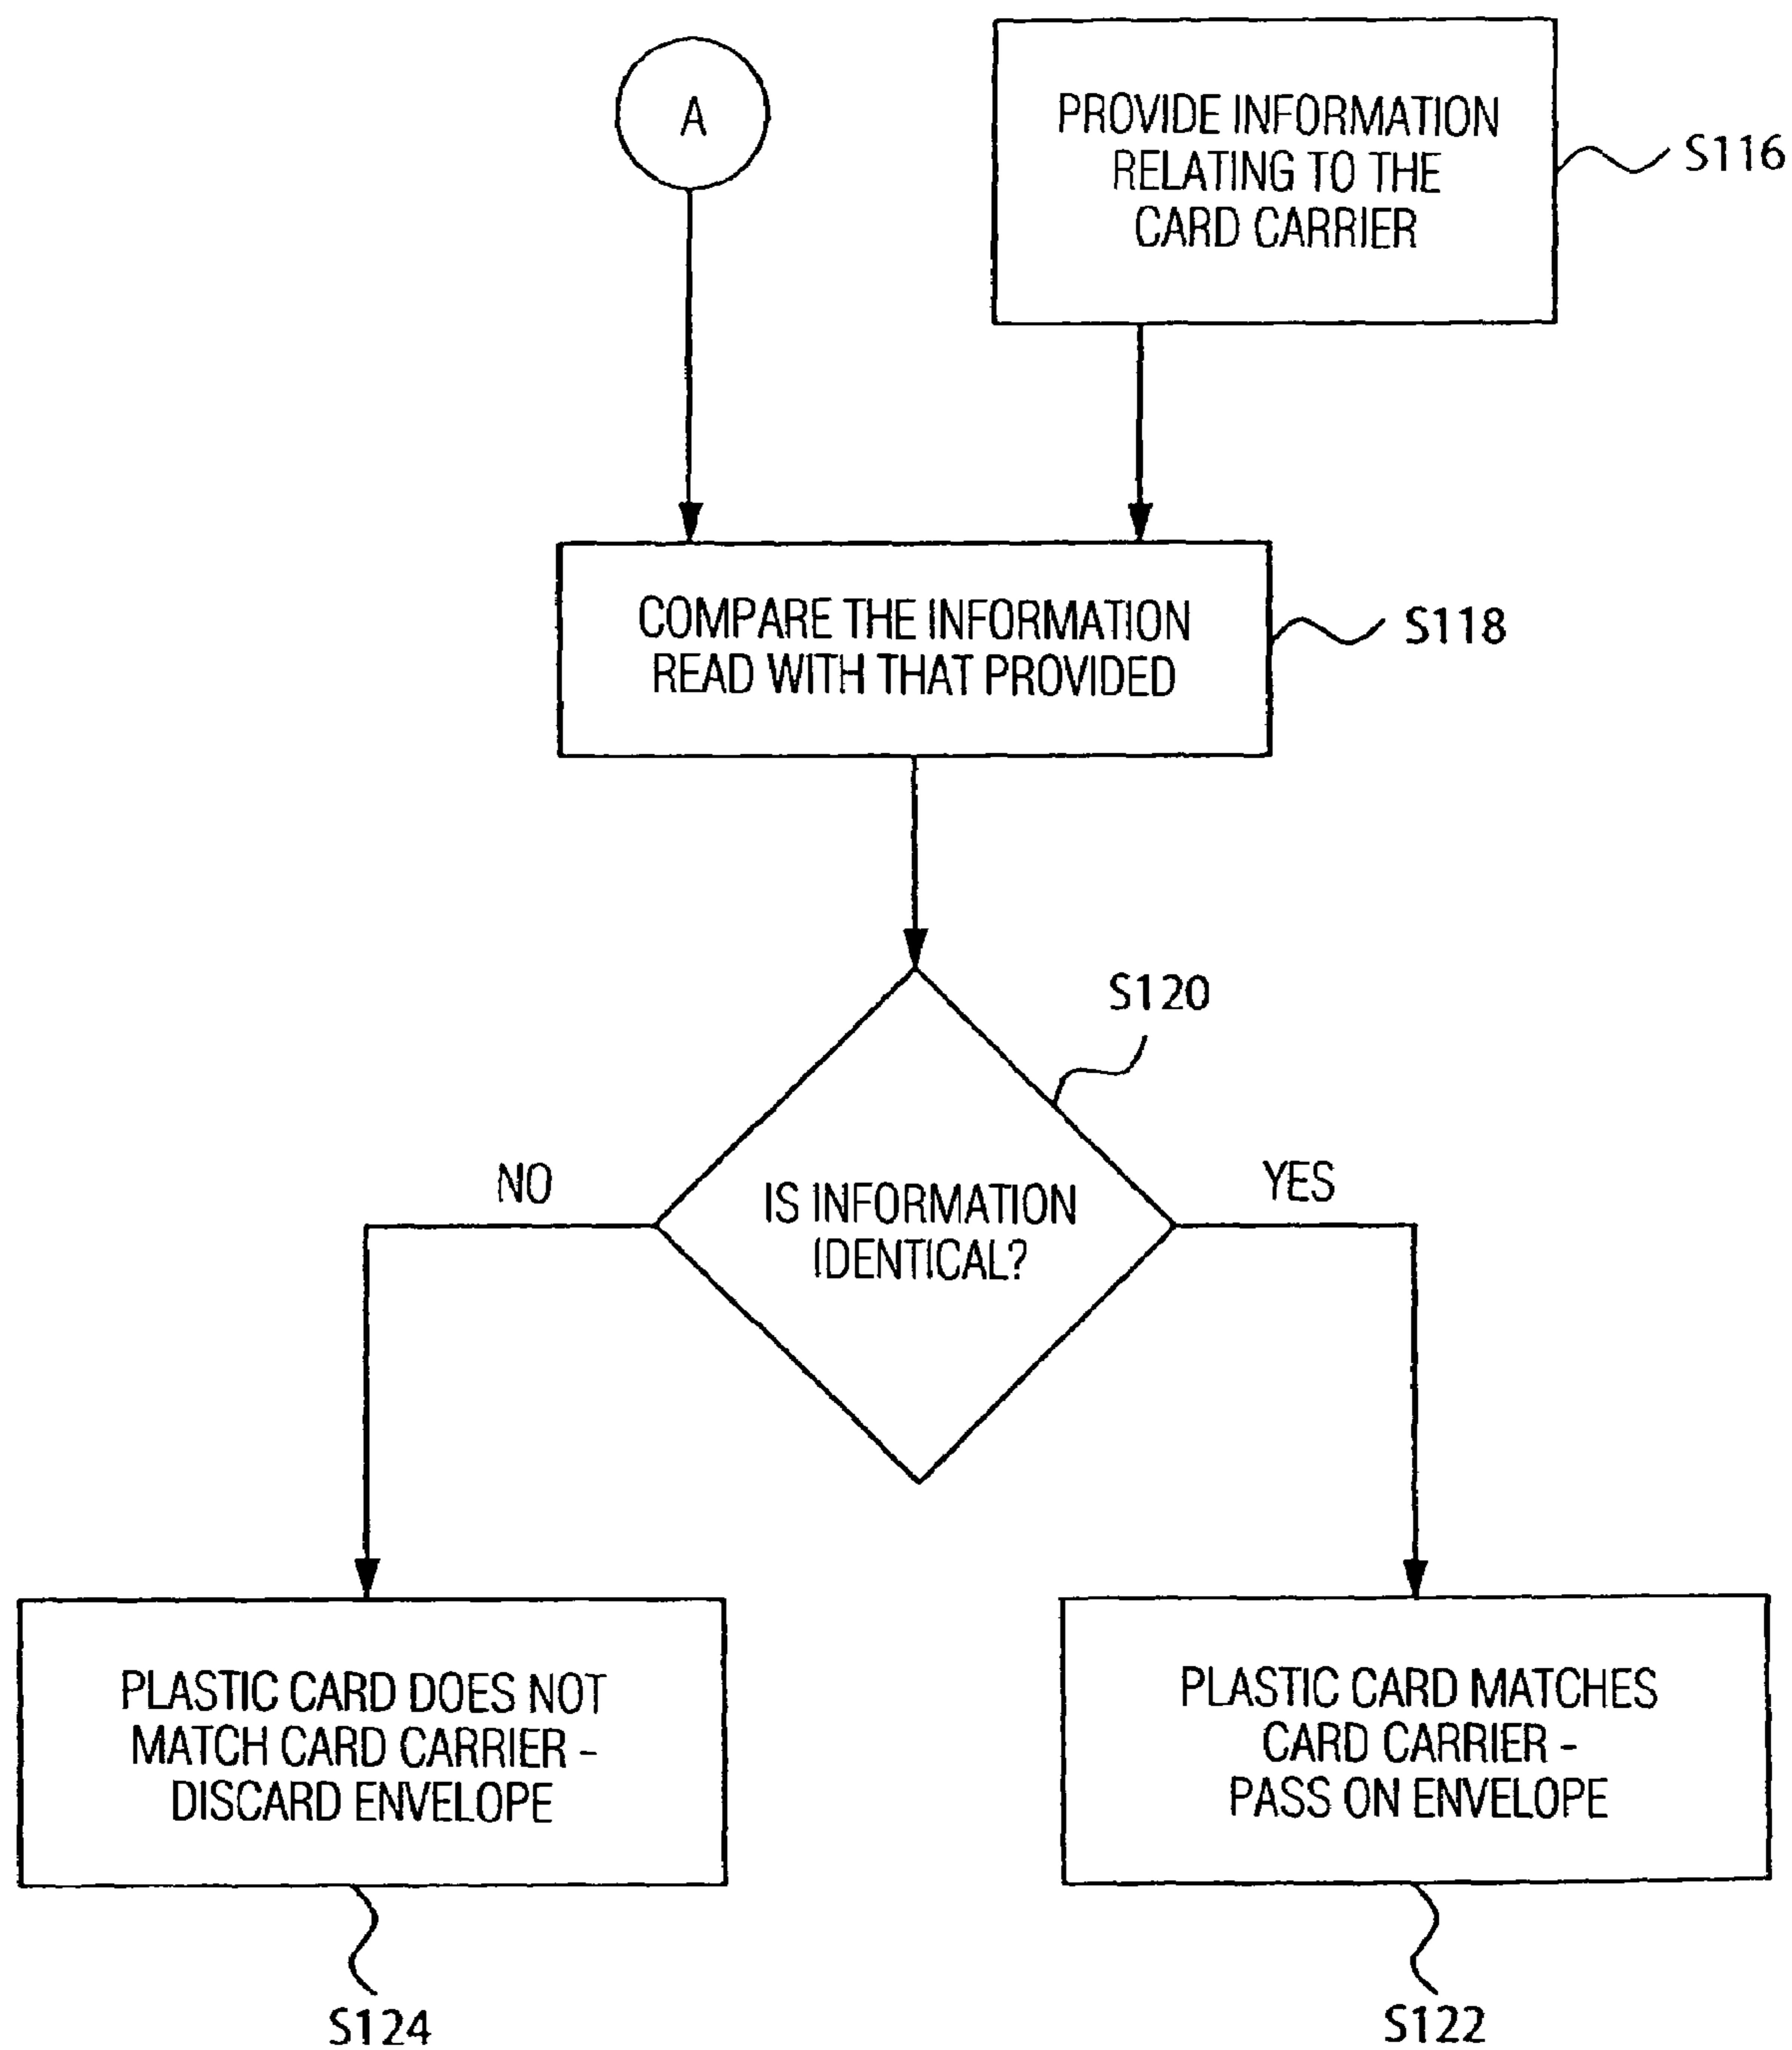 A
PROVIDE INFORMATION
RELATING TO THE
CARD CARRIER
S116
COMPARE THE INFORMATION
READ WITH THAT PROVIDED
S118
S120
NO
IS INFORMATION
IDENTICAL?
YES
PLASTIC CARD DOES NOT
MATCH CARD CARRIER -
DISCARD ENVELOPE
PLASTIC CARD MATCHES
CARD CARRIER -
PASS ON ENVELOPE
S124
S122